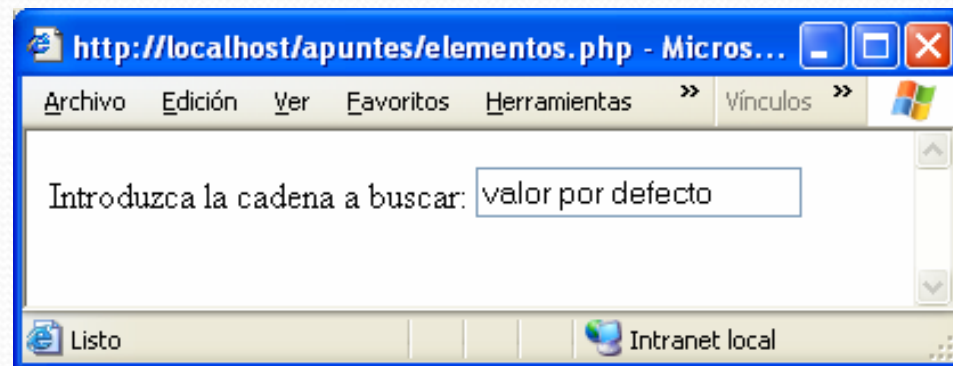 http://localhost/apuntes/elementos.php - Micros...
Archivo Edición Ver Favoritos Herramientas » Vínculos »
Introduzca la cadena a buscar: valor por defecto
Listo Intranet local